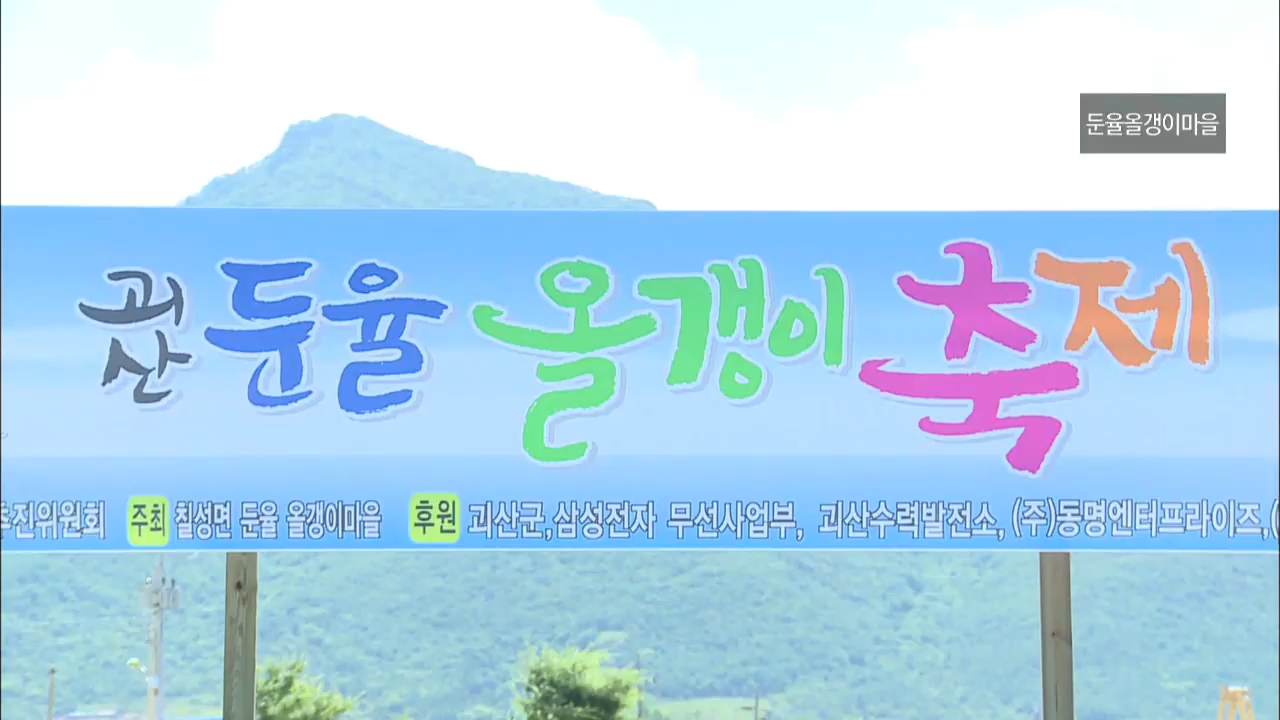 둔율올갱이마을
괴산 둔율 올갱이 축제
추진위원회 주최 칠성면 둔율 올갱이마을 후원 괴산군,삼성전자 무선사업부, 괴산수력발전소, (주)동명엔터프라이즈,(